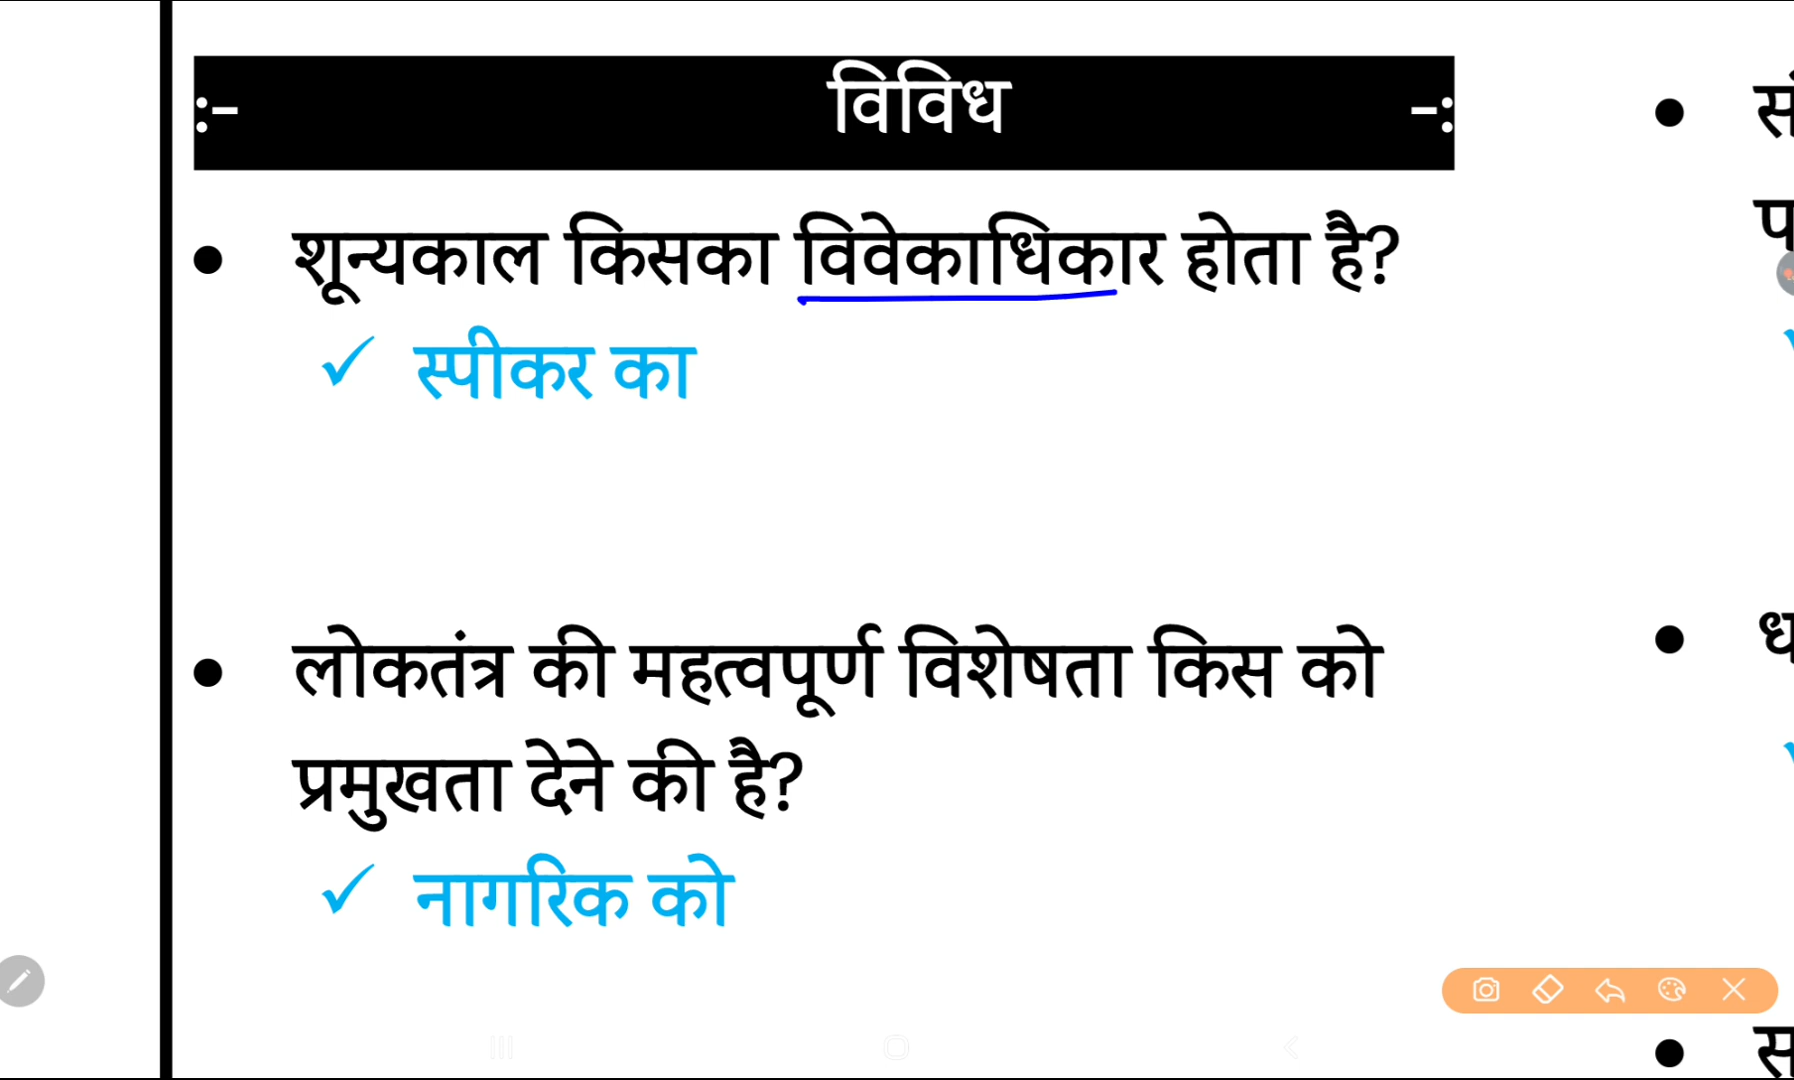 :- विविध -:
• शून्यकाल किसका विवेकाधिकार होता है?
✓ स्पीकर का
• लोकतंत्र की महत्वपूर्ण विशेषता किस को
प्रमुखता देने की है?
✓ नागरिक को